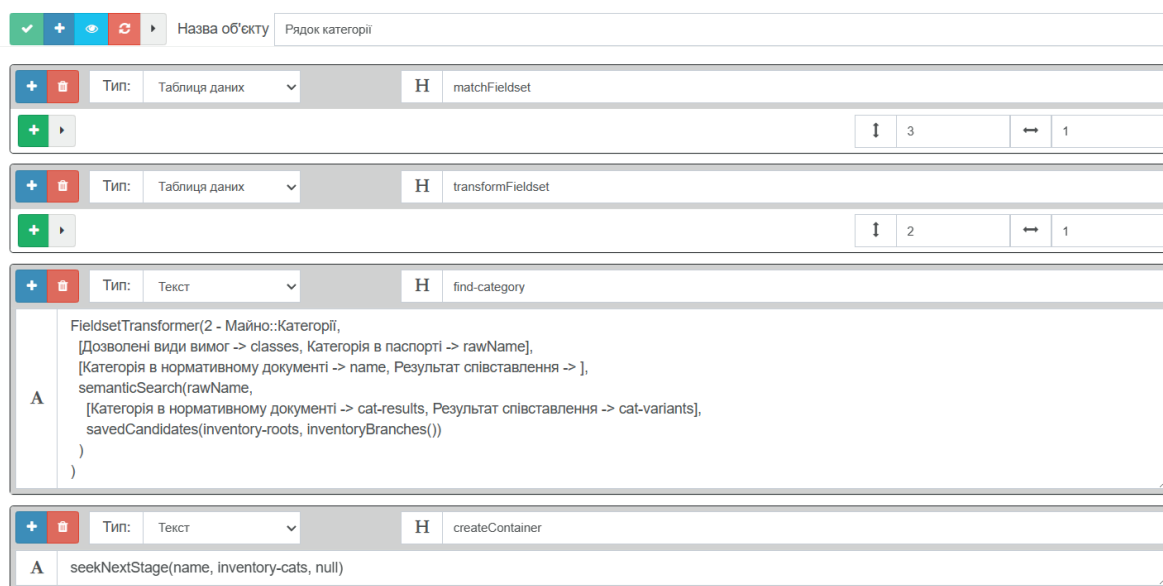 Назва об'єкту Рядок категорії
Тип: Таблиця даних H matchFieldset
3 1
Тип: Таблиця даних H transformFieldset
2 1
Тип: Текст H find-category
FieldsetTransformer(2 - Майно::Категорії,
[Дозволені види вимог -> classes, Категорія в паспорті -> rawName],
[Категорія в нормативному документі -> name, Результат співставлення -> ],
semanticSearch(rawName,
[Категорія в нормативному документі -> cat-results, Результат співставлення -> cat-variants],
A savedCandidates(inventory-roots, inventoryBranches())
)
)
Тип: Текст H createContainer
A seekNextStage(name, inventory-cats, null)